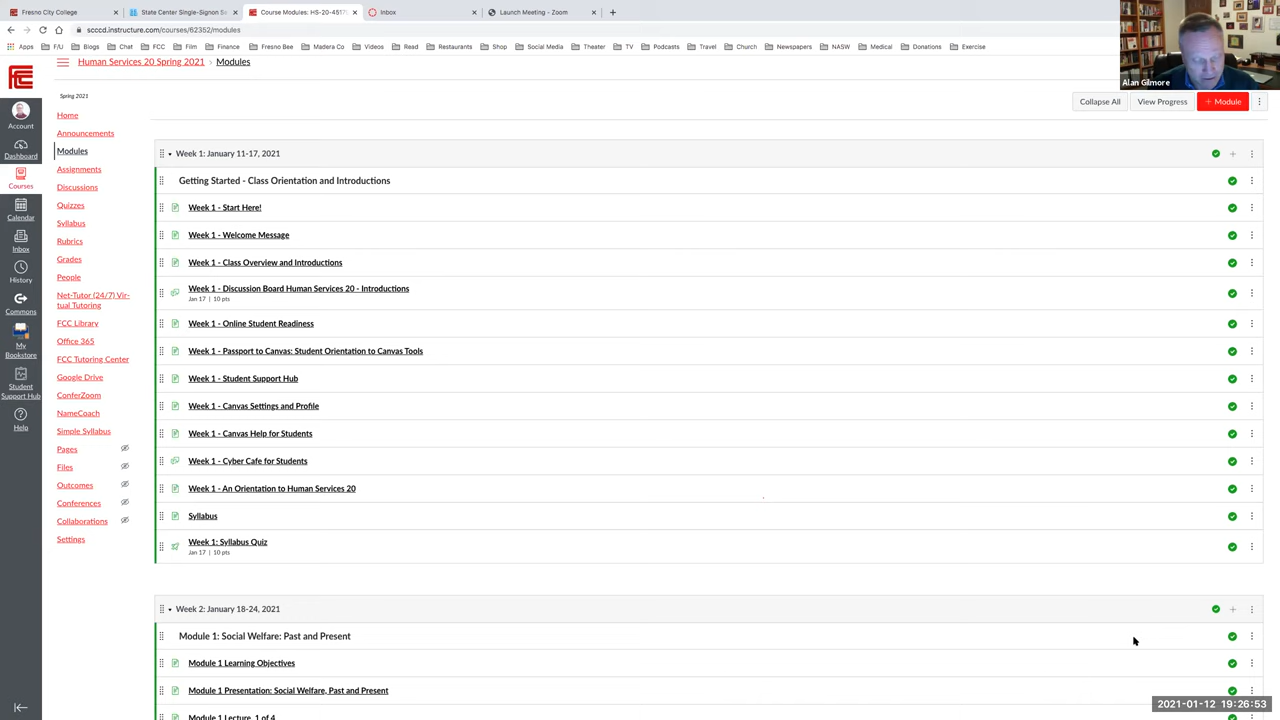 Fresno City College
State Center Single-Signon S
Course Modules: HS-20-4517
Inbox
Launch Meeting - Zoom
scccd.instructure.com/courses/62352/modules
Apps F/U Blogs Chat FCC Film Finance Fresno Bee Madera Co Videos Read Restaurants Shop Social Media Theater TV Podcasts Travel Church Newspapers NASW Medical Donations Exercise
Human Services 20 Spring 2021 › Modules
Alan Gilmore
Spring 2021
Collapse All View Progress + Module
Account
Dashboard
Courses
Calendar
Inbox
History
Commons
My
Bookstore
Student
Support Hub
Help
Home
Announcements
Modules
Assignments
Discussions
Quizzes
Syllabus
Rubrics
Grades
People
Net-Tutor (24/7) Vir-
tual Tutoring
FCC Library
Office 365
FCC Tutoring Center
Google Drive
ConferZoom
NameCoach
Simple Syllabus
Pages
Files
Outcomes
Conferences
Collaborations
Settings
Week 1: January 11-17, 2021
Getting Started - Class Orientation and Introductions
Week 1 - Start Here!
Week 1 - Welcome Message
Week 1 - Class Overview and Introductions
Week 1 - Discussion Board Human Services 20 - Introductions
Jan 17 | 10 pts
Week 1 - Online Student Readiness
Week 1 - Passport to Canvas: Student Orientation to Canvas Tools
Week 1 - Student Support Hub
Week 1 - Canvas Settings and Profile
Week 1 - Canvas Help for Students
Week 1 - Cyber Cafe for Students
Week 1 - An Orientation to Human Services 20
Syllabus
Week 1: Syllabus Quiz
Jan 17 | 10 pts
Week 2: January 18-24, 2021
Module 1: Social Welfare: Past and Present
Module 1 Learning Objectives
Module 1 Presentation: Social Welfare, Past and Present
Module 1 Lecture, 1 of 4
2021-01-12 19:26:53